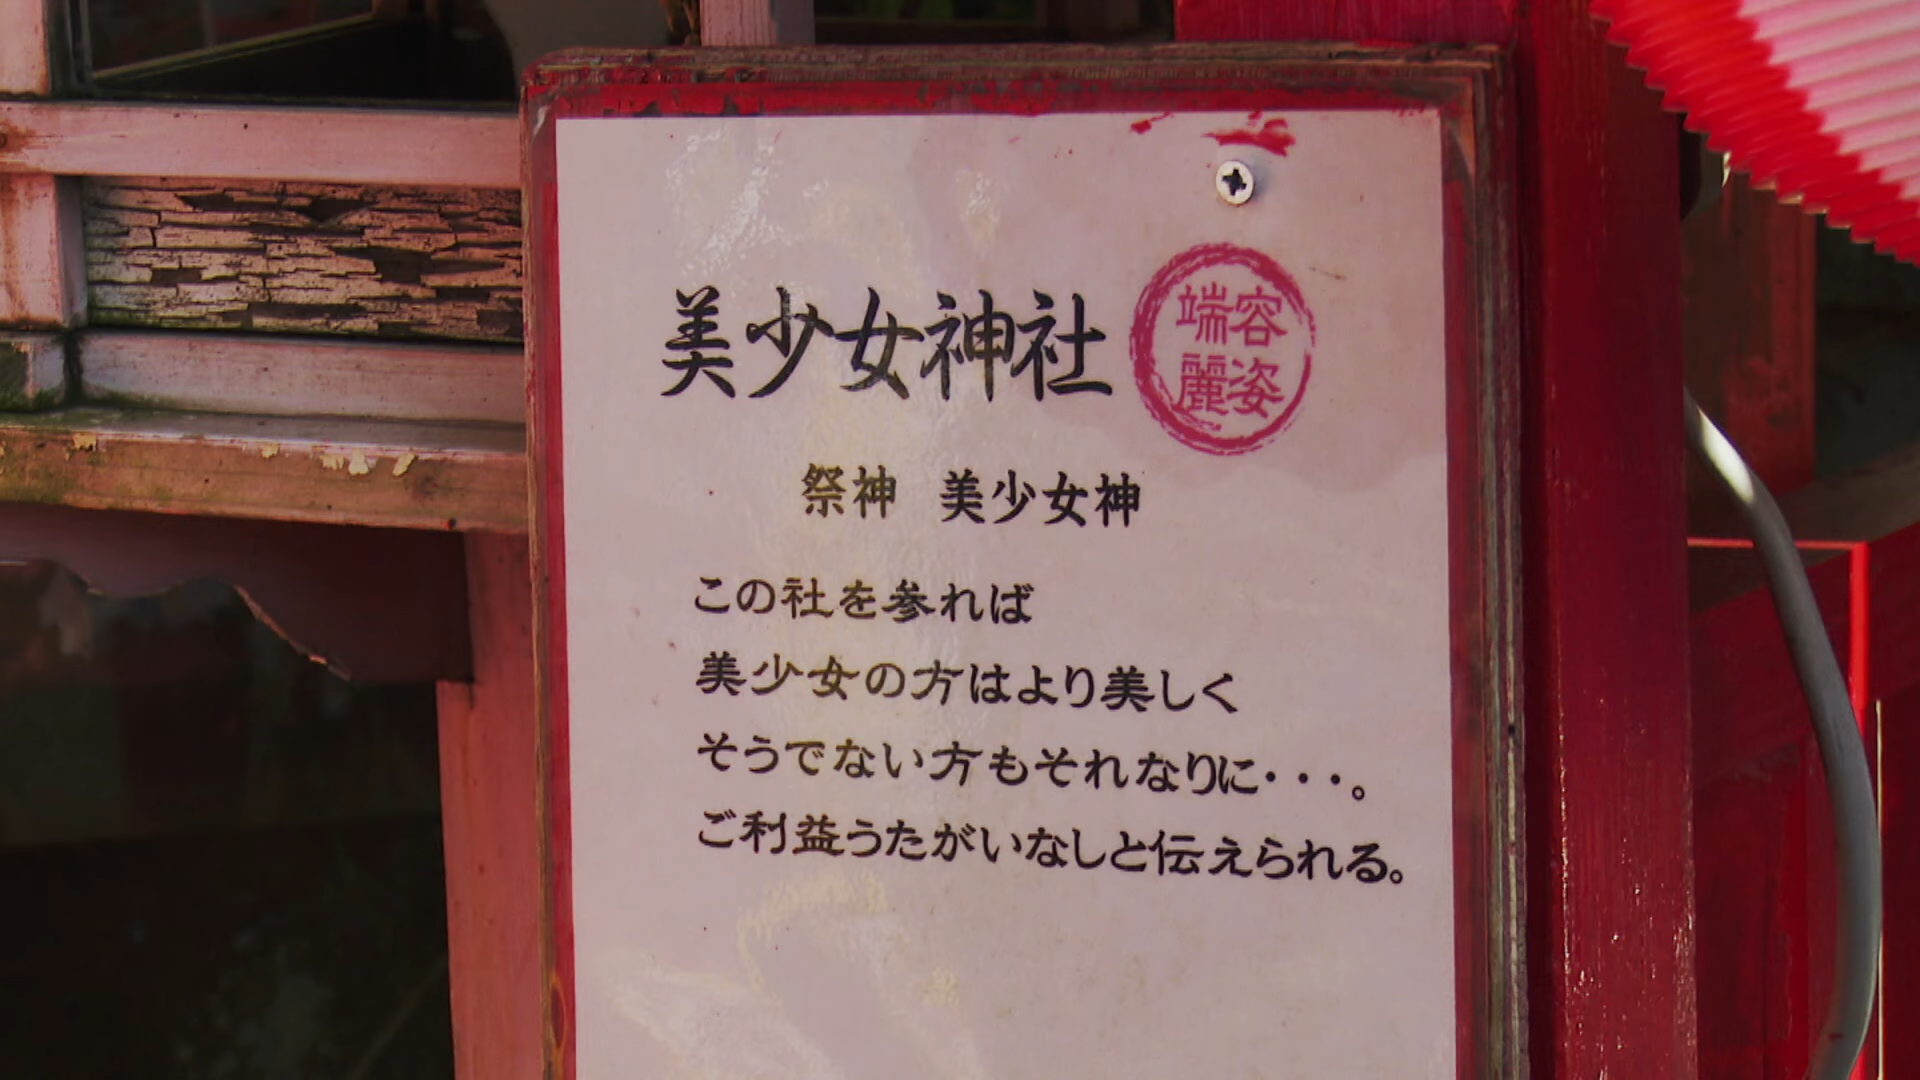 美少女神社
容姿端麗
祭神 美少女神
この社を参れば
美少女の方はより美しく
そうでない方もそれなりに・・・。
ご利益うたがいなしと伝えられる。